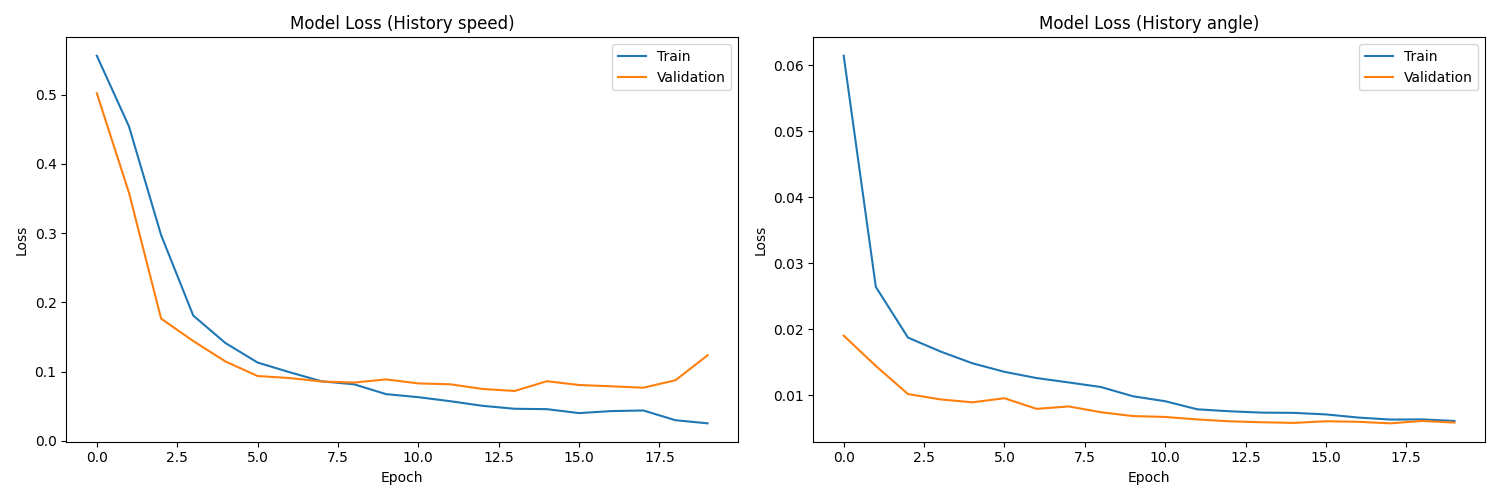 Model Loss (History speed)
Train
Validation
0.5
0.4
0.3
0.2
0.1
0.0
Loss
0.0 2.5 5.0 7.5 10.0 12.5 15.0 17.5
Epoch
Model Loss (History angle)
Train
Validation
0.06
0.05
0.04
0.03
0.02
0.01
Loss
0.0 2.5 5.0 7.5 10.0 12.5 15.0 17.5
Epoch